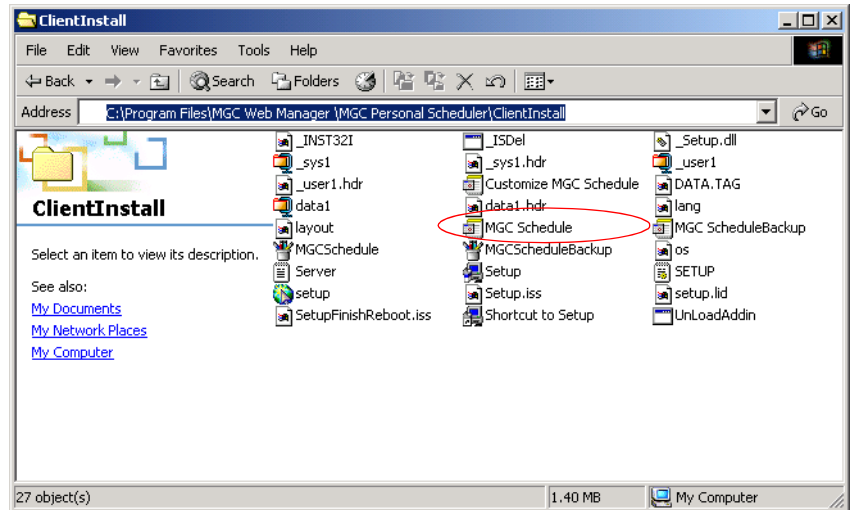 ClientInstall
File Edit View Favorites Tools Help
Back Search Folders
Address C:\Program Files\MGC Web Manager \MGC Personal Scheduler\ClientInstall Go
ClientInstall
Select an item to view its description.
See also:
My Documents
My Network Places
My Computer
_INST32I _ISDel _Setup.dll
_sys1 _sys1.hdr _user1
_user1.hdr Customize MGC Schedule DATA.TAG
data1 data1.hdr lang
layout MGC Schedule MGC ScheduleBackup
MGCSchedule MGCScheduleBackup os
Server Setup SETUP
setup Setup.iss setup.lid
SetupFinishReboot.iss Shortcut to Setup UnLoadAddin
27 object(s) 1.40 MB My Computer